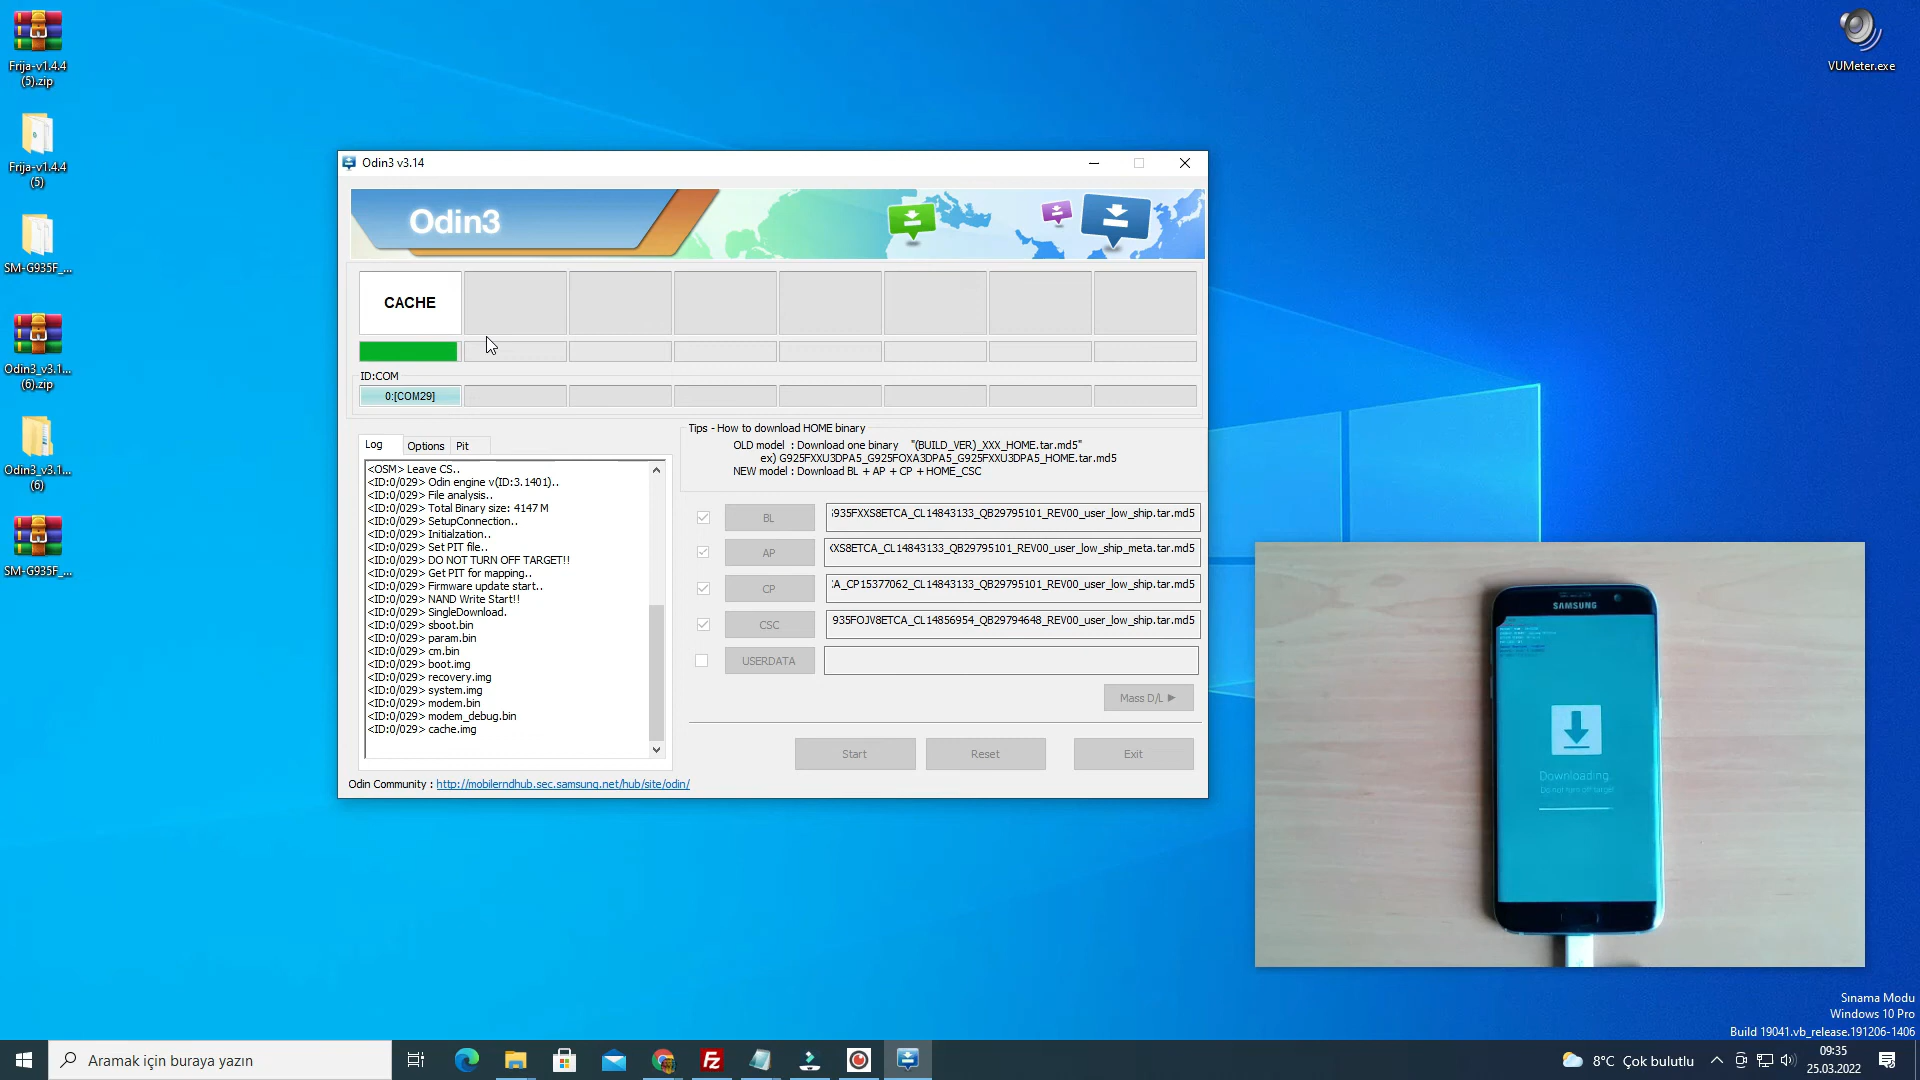 Frija-v1.4.4
(5).zip
Frija-v1.4.4
(5)
SM-G935F_...
Odin3_v3.1...
(6).zip
Odin3_v3.1...
(6)
SM-G935F_...
VUMeter.exe
Odin3 v3.14
Odin3
CACHE
ID:COM
0:[COM29]
Log
Options
Pit
<OSM> Leave CS..
<ID:0/029> Odin engine v(ID:3.1401)..
<ID:0/029> File analysis..
<ID:0/029> Total Binary size: 4147 M
<ID:0/029> SetupConnection..
<ID:0/029> Initialzation..
<ID:0/029> Set PIT file..
<ID:0/029> DO NOT TURN OFF TARGET!!
<ID:0/029> Get PIT for mapping..
<ID:0/029> Firmware update start..
<ID:0/029> NAND Write Start!!
<ID:0/029> SingleDownload.
<ID:0/029> sboot.bin
<ID:0/029> param.bin
<ID:0/029> cm.bin
<ID:0/029> boot.img
<ID:0/029> recovery.img
<ID:0/029> system.img
<ID:0/029> modem.bin
<ID:0/029> modem_debug.bin
<ID:0/029> cache.img
Tips - How to download HOME binary
OLD model : Download one binary "(BUILD_VER)_XXX_HOME.tar.md5"
ex) G925FXXU3DPA5_G925FOXA3DPA5_G925FXXU3DPA5_HOME.tar.md5
NEW model : Download BL + AP + CP + HOME_CSC
BL
935FXXS8ETCA_CL14843133_QB29795101_REV00_user_low_ship.tar.md5
AP
XS8ETCA_CL14843133_QB29795101_REV00_user_low_ship_meta.tar.md5
CP
A_CP15377062_CL14843133_QB29795101_REV00_user_low_ship.tar.md5
CSC
935FOJV8ETCA_CL14856954_QB29794648_REV00_user_low_ship.tar.md5
USERDATA
Mass D/L
Start
Reset
Exit
Odin Community : http://mobilerndhub.sec.samsung.net/hub/site/odin/
SAMSUNG
Downloading
Do not turn off target
Sınama Modu
Windows 10 Pro
Build 19041.vb_release.191206-1406
Aramak için buraya yazın
8°C Çok bulutlu
09:35
25.03.2022